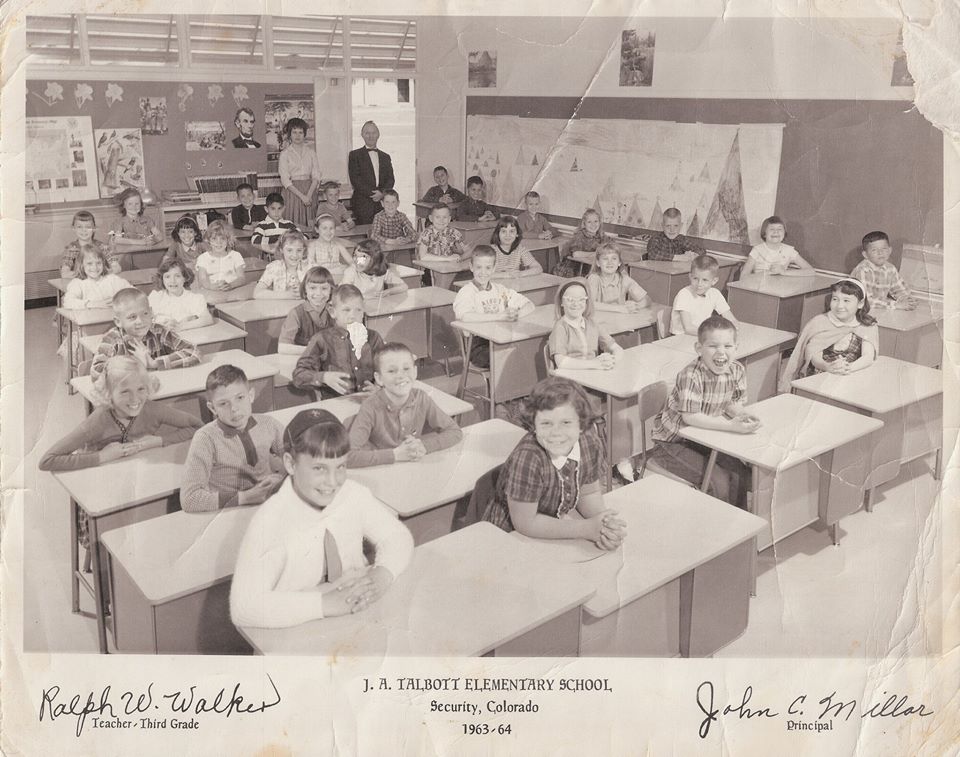 Ralph W. Walker
Teacher-Third Grade
J. A. TALBOTT ELEMENTARY SCHOOL
Security, Colorado
1963-64
John C. Millar
Principal